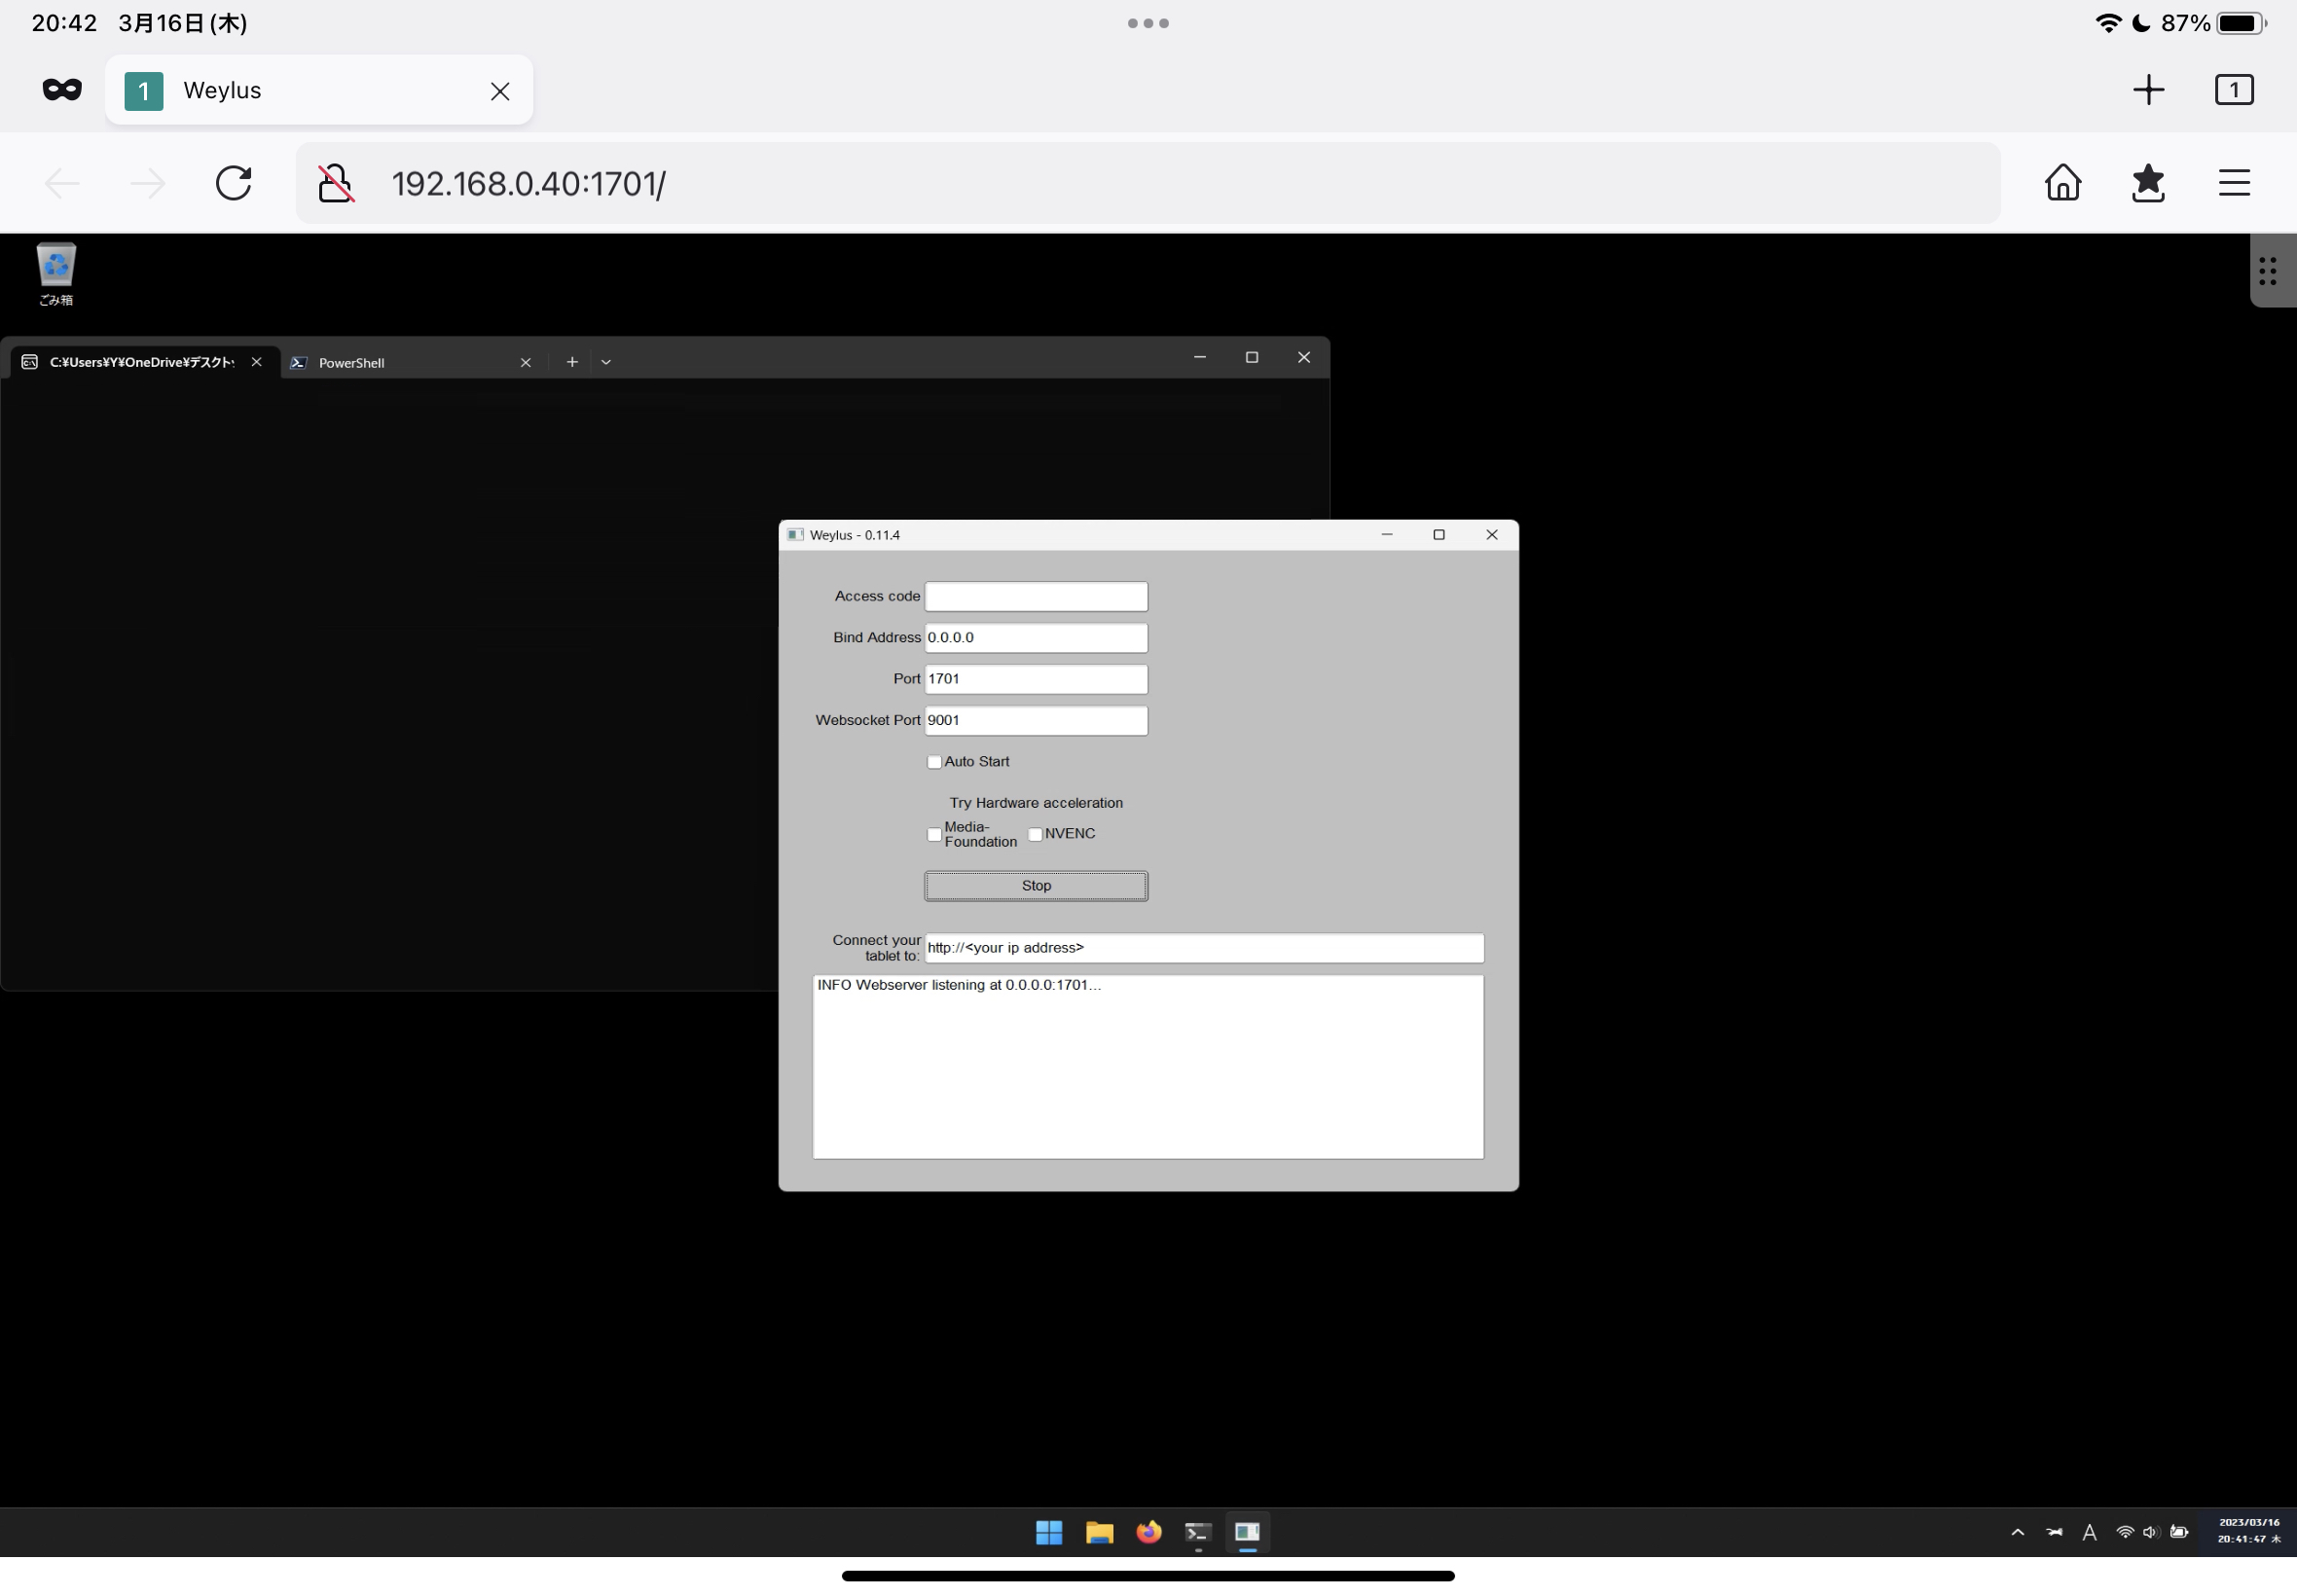 20:42 3月16日(木)
87%
1 Weylus
1
192.168.0.40:1701/
ごみ箱
C:¥Users¥Y¥OneDrive¥デスクト
PowerShell
Weylus - 0.11.4
Access code
Bind Address 0.0.0.0
Port 1701
Websocket Port 9001
Auto Start
Try Hardware acceleration
Media-
Foundation
NVENC
Stop
Connect your
tablet to:
http://<your ip address>
INFO Webserver listening at 0.0.0.0:1701...
A
2023/03/16
20:41:47 木